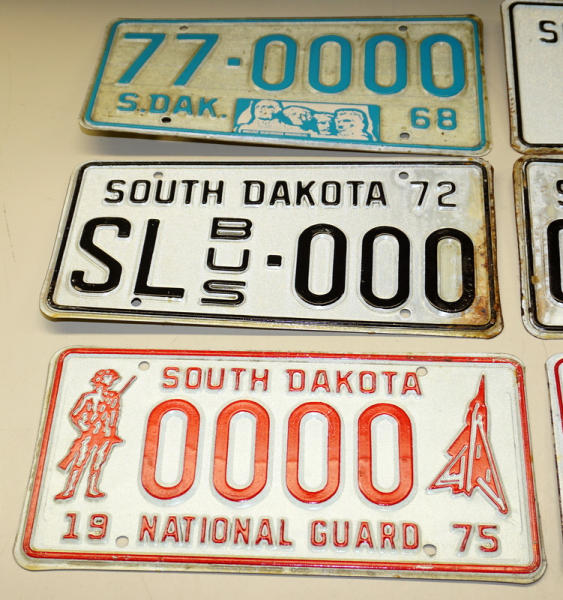 77-0000
S.DAK. 68
SOUTH DAKOTA 72
SL BUS -000
SOUTH DAKOTA
0000
19 NATIONAL GUARD 75